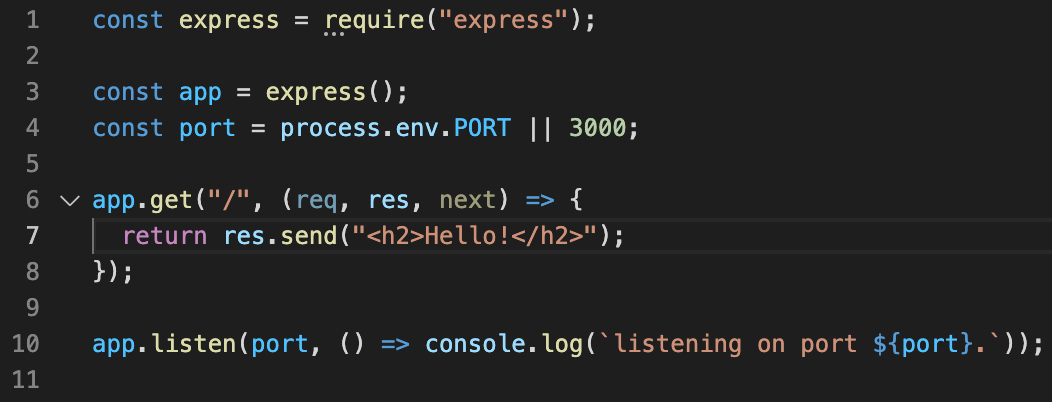 1 const express = require("express");
2
3 const app = express();
4 const port = process.env.PORT || 3000;
5
6 app.get("/", (req, res, next) => {
7   return res.send("<h2>Hello!</h2>");
8 });
9
10 app.listen(port, () => console.log(`listening on port ${port}.`));
11